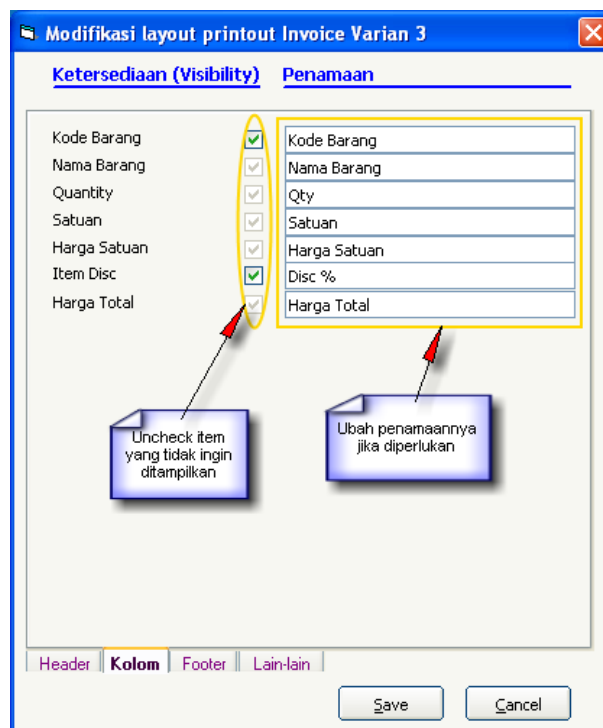 Modifikasi layout printout Invoice Varian 3
Ketersediaan (Visibility) Penamaan
Kode Barang Kode Barang
Nama Barang Nama Barang
Quantity Qty
Satuan Satuan
Harga Satuan Harga Satuan
Item Disc Disc %
Harga Total Harga Total
Uncheck item
yang tidak ingin
ditampilkan
Ubah penamaannya
jika diperlukan
Header Kolom Footer Lain-lain
Save Cancel